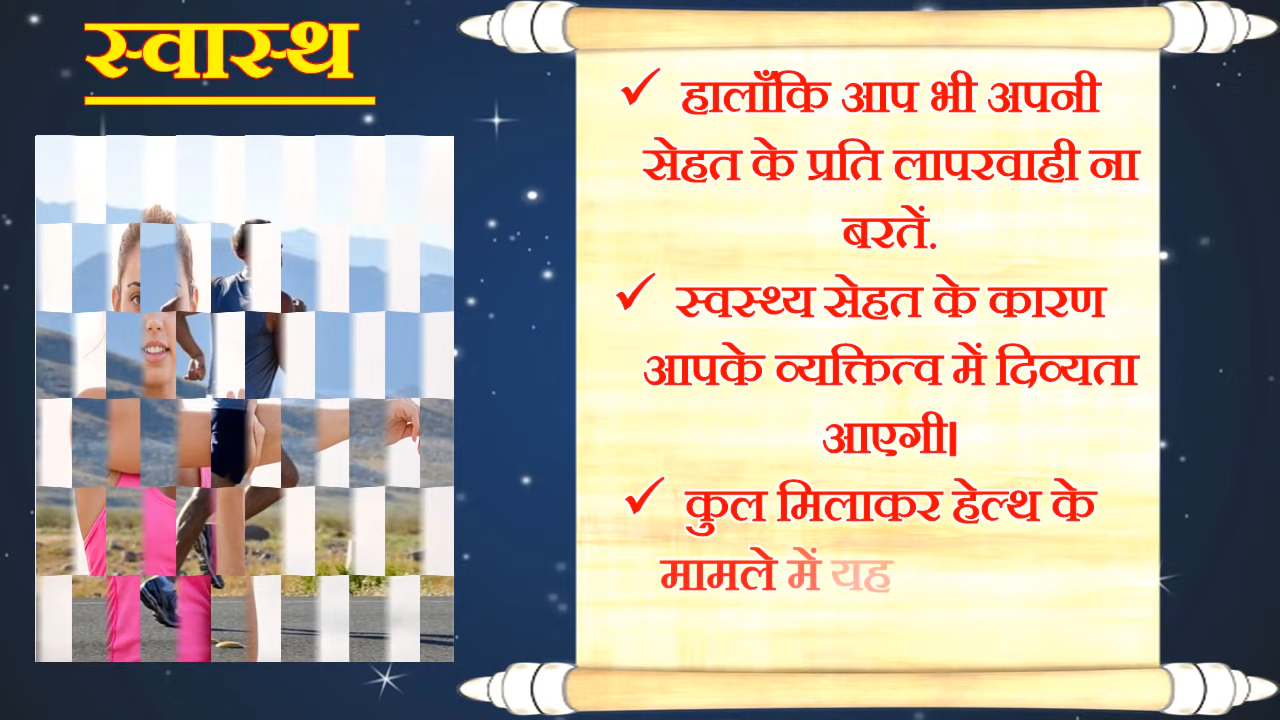 स्वास्थ
✓ हालाँकि आप भी अपनी
सेहत के प्रति लापरवाही ना
बरतें.
✓ स्वस्थ्य सेहत के कारण
आपके व्यक्तित्व में दिव्यता
आएगी|
✓ कुल मिलाकर हेल्थ के
मामले में यह